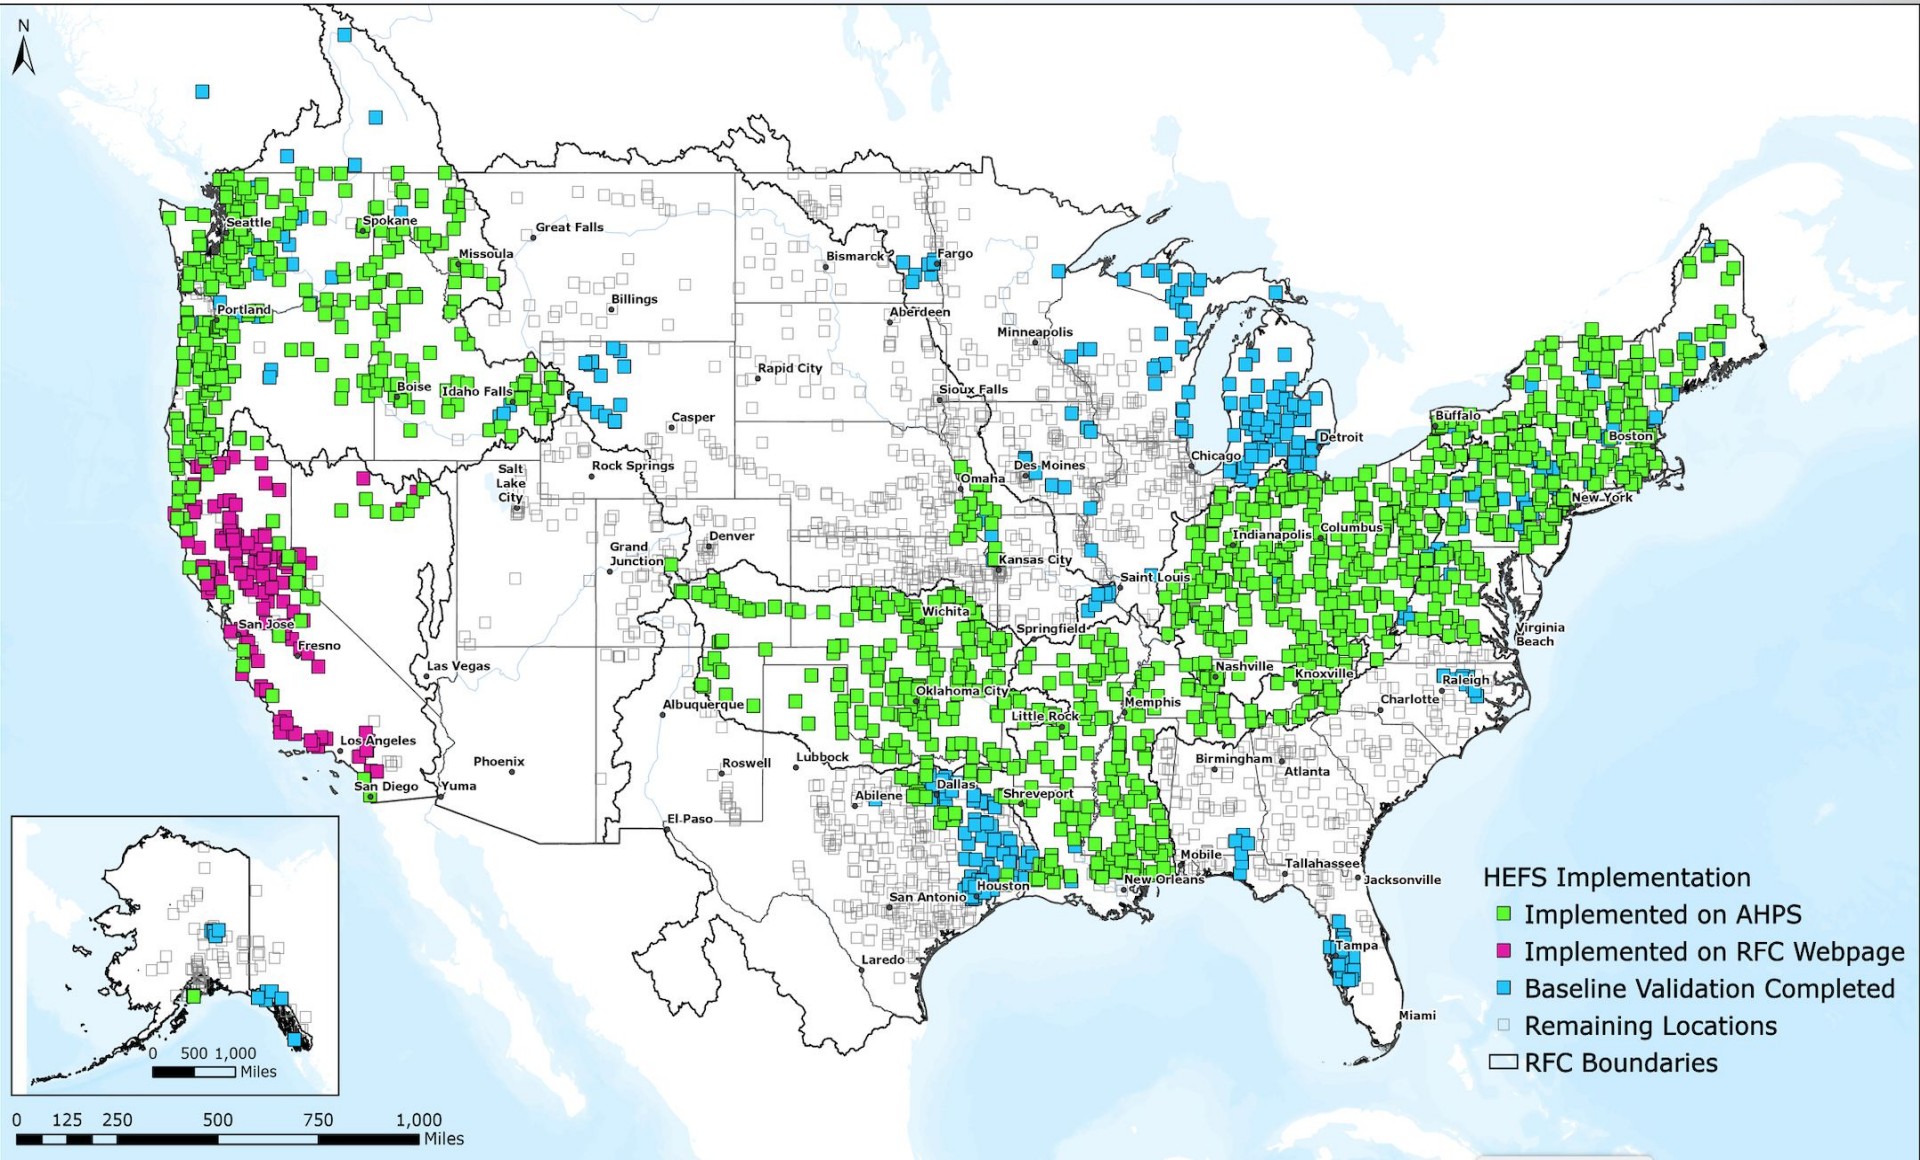 N
Seattle
Spokane
Great Falls
Missoula
Bismarck
Fargo
Portland
Billings
Aberdeen
Minneapolis
Boise
Idaho Falls
Rapid City
Sioux Falls
Casper
Buffalo
Detroit
Boston
Salt
Lake
City
Rock Springs
Des Moines
Chicago
Omaha
New York
Grand
Junction
Denver
Indianapolis
Columbus
Kansas City
Saint Louis
San Jose
Fresno
Wichita
Springfield
Virginia
Beach
Las Vegas
Nashville
Knoxville
Raleigh
Albuquerque
Oklahoma City
Little Rock
Memphis
Charlotte
Los Angeles
Phoenix
Roswell
Lubbock
Birmingham
Atlanta
San Diego
Yuma
Abilene
Dallas
Shreveport
El Paso
Mobile
Tallahassee
Jacksonville
New Orleans
San Antonio
Houston
Tampa
Laredo
Miami
HEFS Implementation
Implemented on AHPS
Implemented on RFC Webpage
Baseline Validation Completed
Remaining Locations
RFC Boundaries
0 500 1,000
Miles
0 125 250 500 750 1,000
Miles